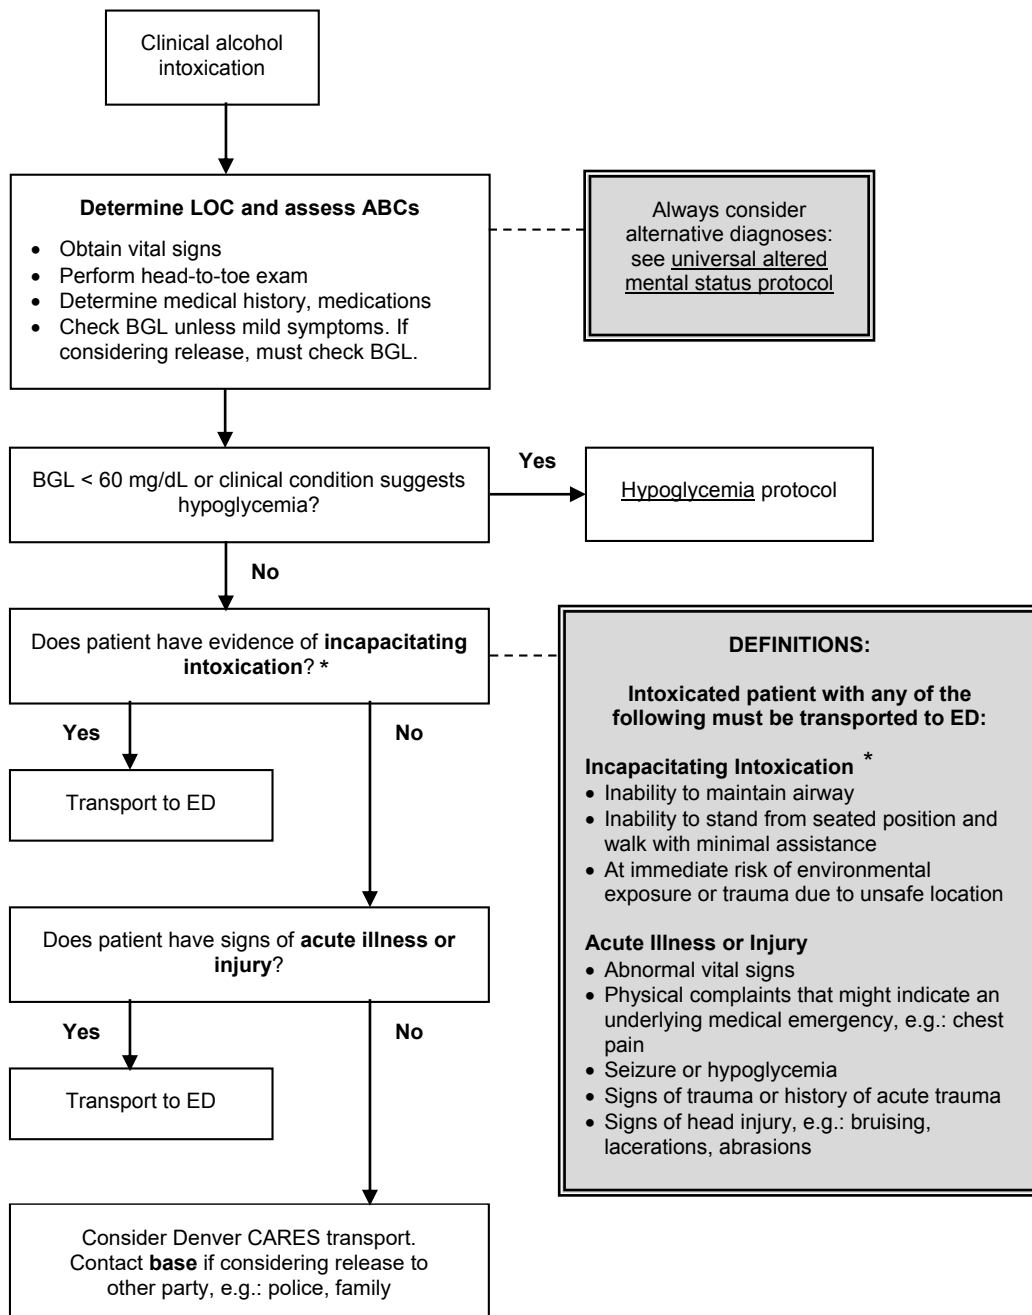 Clinical alcohol
intoxication
Determine LOC and assess ABCs
• Obtain vital signs
• Perform head-to-toe exam
• Determine medical history, medications
• Check BGL unless mild symptoms. If
considering release, must check BGL.
Always consider
alternative diagnoses:
see universal altered
mental status protocol
BGL < 60 mg/dL or clinical condition suggests
hypoglycemia?
Yes
Hypoglycemia protocol
No
Does patient have evidence of incapacitating
intoxication? *
Yes
No
Transport to ED
DEFINITIONS:
Intoxicated patient with any of the
following must be transported to ED:
Incapacitating Intoxication *
• Inability to maintain airway
• Inability to stand from seated position and
walk with minimal assistance
• At immediate risk of environmental
exposure or trauma due to unsafe location
Acute Illness or Injury
• Abnormal vital signs
• Physical complaints that might indicate an
underlying medical emergency, e.g.: chest
pain
• Seizure or hypoglycemia
• Signs of trauma or history of acute trauma
• Signs of head injury, e.g.: bruising,
lacerations, abrasions
Does patient have signs of acute illness or
injury?
Yes
No
Transport to ED
Consider Denver CARES transport.
Contact base if considering release to
other party, e.g.: police, family